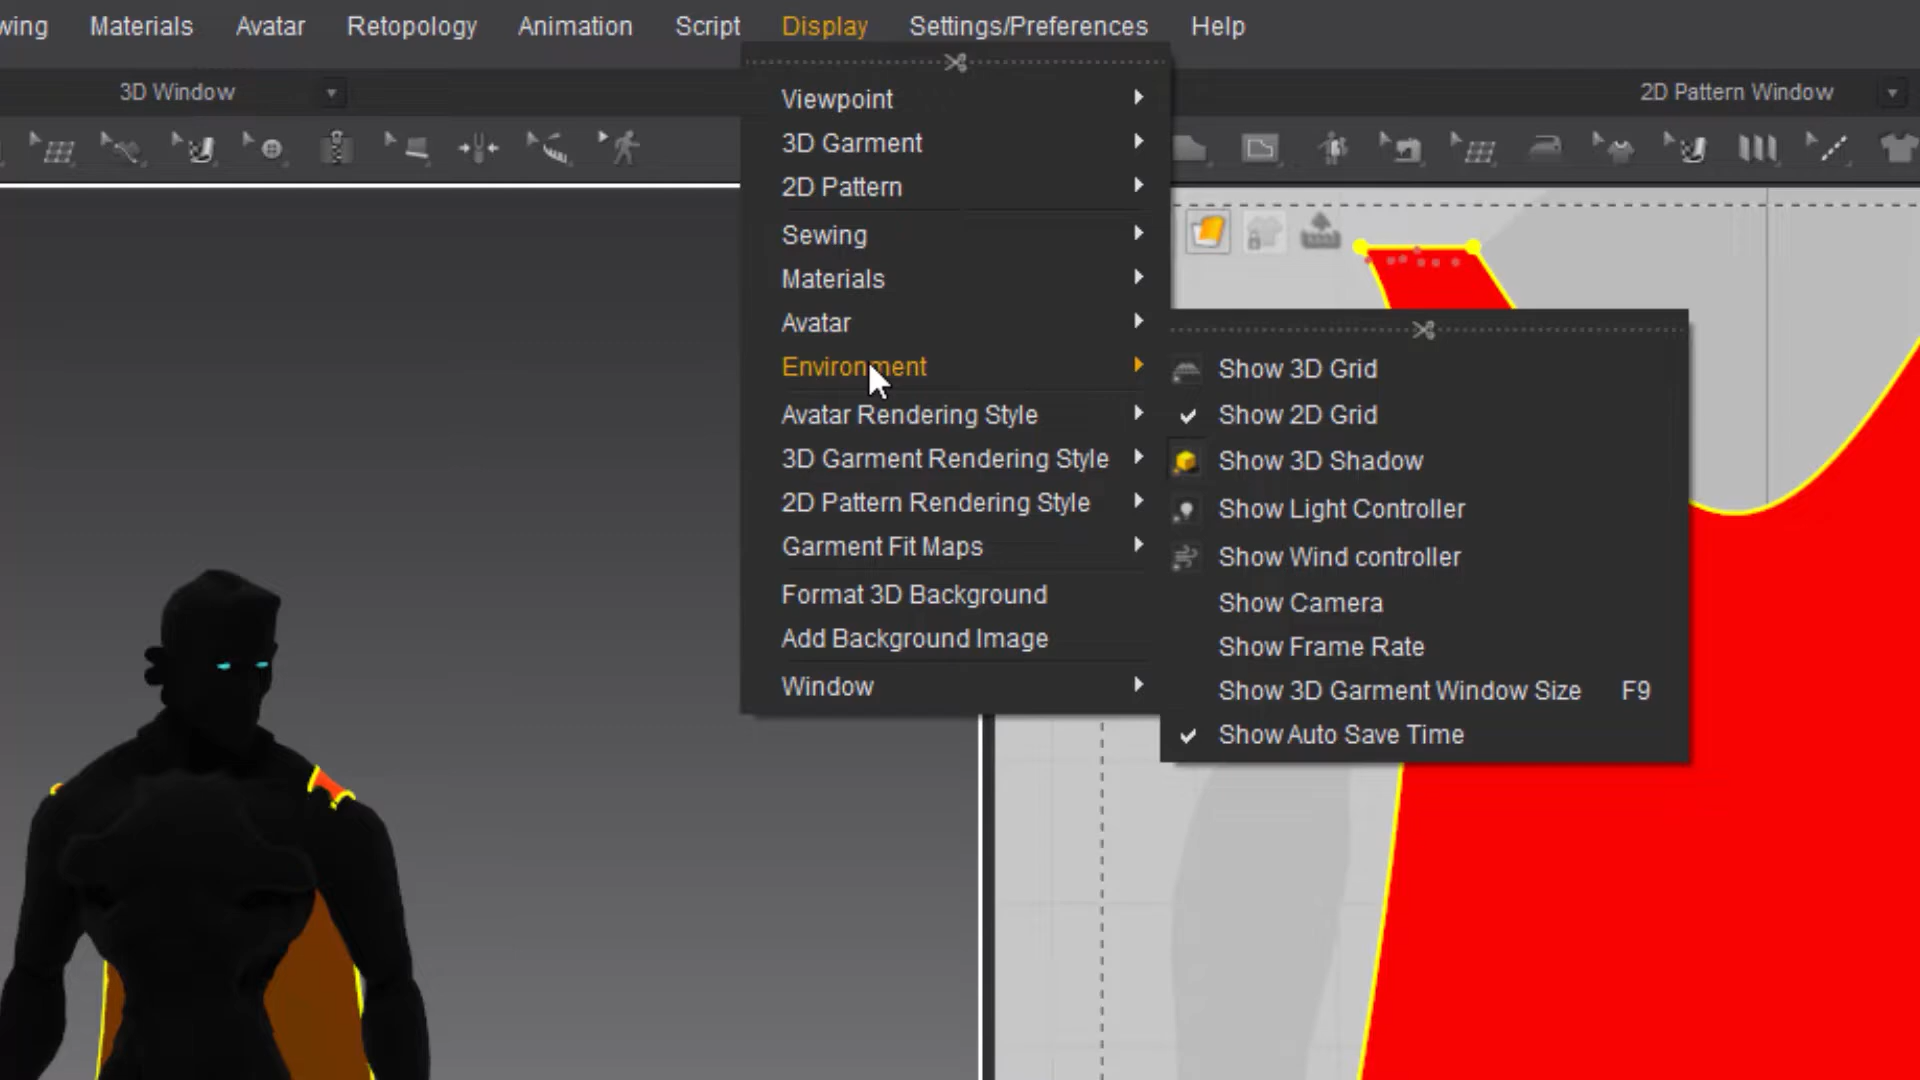 wing Materials Avatar Retopology Animation Script Display Settings/Preferences Help
3D Window
2D Pattern Window
Viewpoint
3D Garment
2D Pattern
Sewing
Materials
Avatar
Environment
Avatar Rendering Style
3D Garment Rendering Style
2D Pattern Rendering Style
Garment Fit Maps
Format 3D Background
Add Background Image
Window
Show 3D Grid
Show 2D Grid
Show 3D Shadow
Show Light Controller
Show Wind controller
Show Camera
Show Frame Rate
Show 3D Garment Window Size F9
Show Auto Save Time